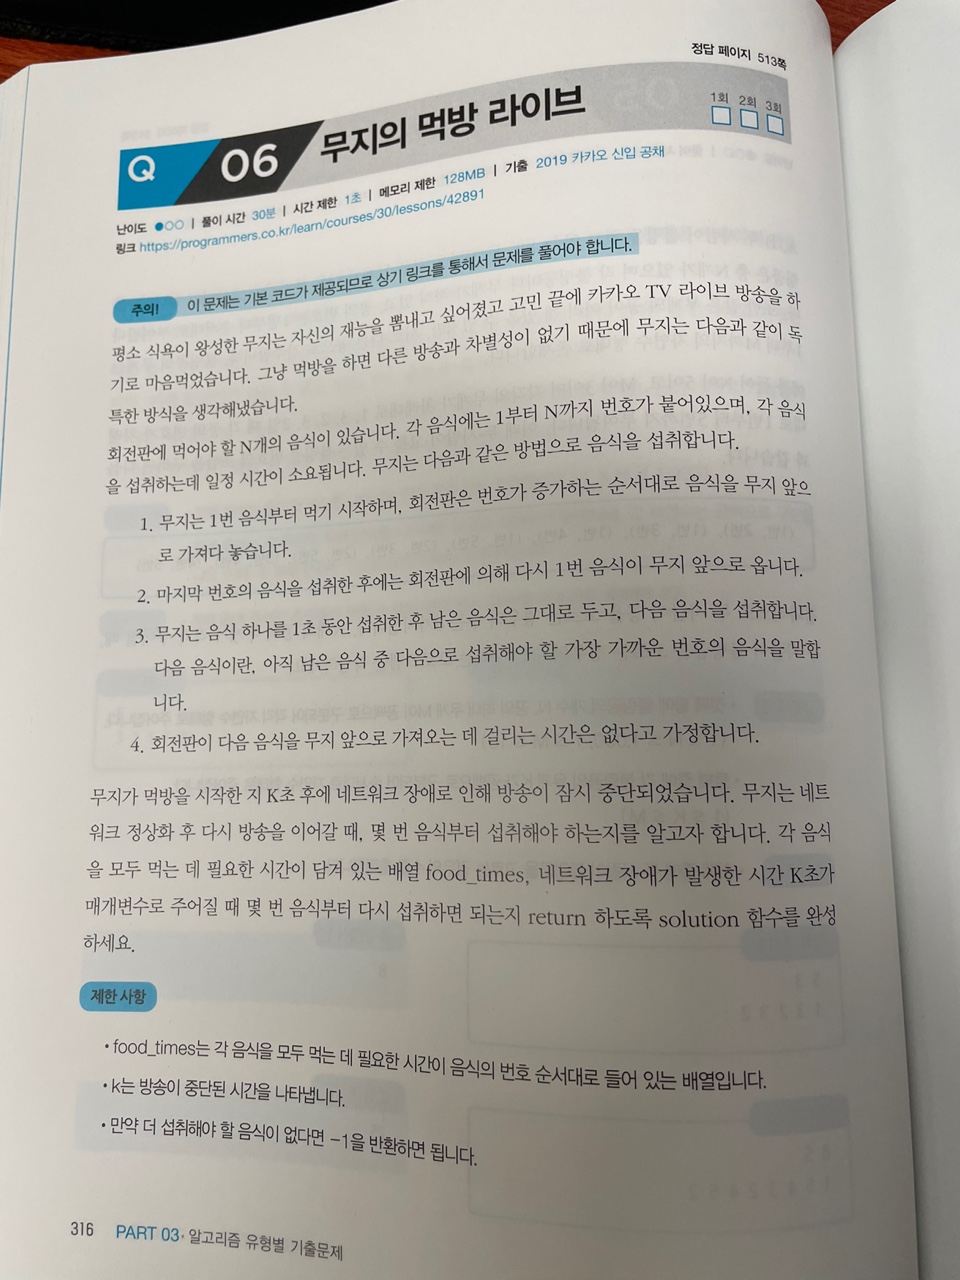 정답 페이지 513쪽
1회 2회 3회
Q 06 무지의 먹방 라이브
난이도 ●○○ | 풀이 시간 30분 | 시간 제한 1초 | 메모리 제한 128MB | 기출 2019 카카오 신입 공채
링크 https://programmers.co.kr/learn/courses/30/lessons/42891
주의! 이 문제는 기본 코드가 제공되므로 상기 링크를 통해서 문제를 풀어야 합니다.
평소 식욕이 왕성한 무지는 자신의 재능을 뽐내고 싶어졌고 고민 끝에 카카오 TV 라이브 방송을 하
기로 마음먹었습니다. 그냥 먹방을 하면 다른 방송과 차별성이 없기 때문에 무지는 다음과 같이 독
특한 방식을 생각해냈습니다.
회전판에 먹어야 할 N개의 음식이 있습니다. 각 음식에는 1부터 N까지 번호가 붙어있으며, 각 음식
을 섭취하는데 일정 시간이 소요됩니다. 무지는 다음과 같은 방법으로 음식을 섭취합니다.
1. 무지는 1번 음식부터 먹기 시작하며, 회전판은 번호가 증가하는 순서대로 음식을 무지 앞으
로 가져다 놓습니다.
2. 마지막 번호의 음식을 섭취한 후에는 회전판에 의해 다시 1번 음식이 무지 앞으로 옵니다.
3. 무지는 음식 하나를 1초 동안 섭취한 후 남은 음식은 그대로 두고, 다음 음식을 섭취합니다.
다음 음식이란, 아직 남은 음식 중 다음으로 섭취해야 할 가장 가까운 번호의 음식을 말합
니다.
4. 회전판이 다음 음식을 무지 앞으로 가져오는 데 걸리는 시간은 없다고 가정합니다.
무지가 먹방을 시작한 지 K초 후에 네트워크 장애로 인해 방송이 잠시 중단되었습니다. 무지는 네트
워크 정상화 후 다시 방송을 이어갈 때, 몇 번 음식부터 섭취해야 하는지를 알고자 합니다. 각 음식
을 모두 먹는 데 필요한 시간이 담겨 있는 배열 food_times, 네트워크 장애가 발생한 시간 K초가
매개변수로 주어질 때 몇 번 음식부터 다시 섭취하면 되는지 return 하도록 solution 함수를 완성
하세요.
제한 사항
• food_times는 각 음식을 모두 먹는 데 필요한 시간이 음식의 번호 순서대로 들어 있는 배열입니다.
• k는 방송이 중단된 시간을 나타냅니다.
• 만약 더 섭취해야 할 음식이 없다면 -1을 반환하면 됩니다.
316 PART 03 · 알고리즘 유형별 기출문제